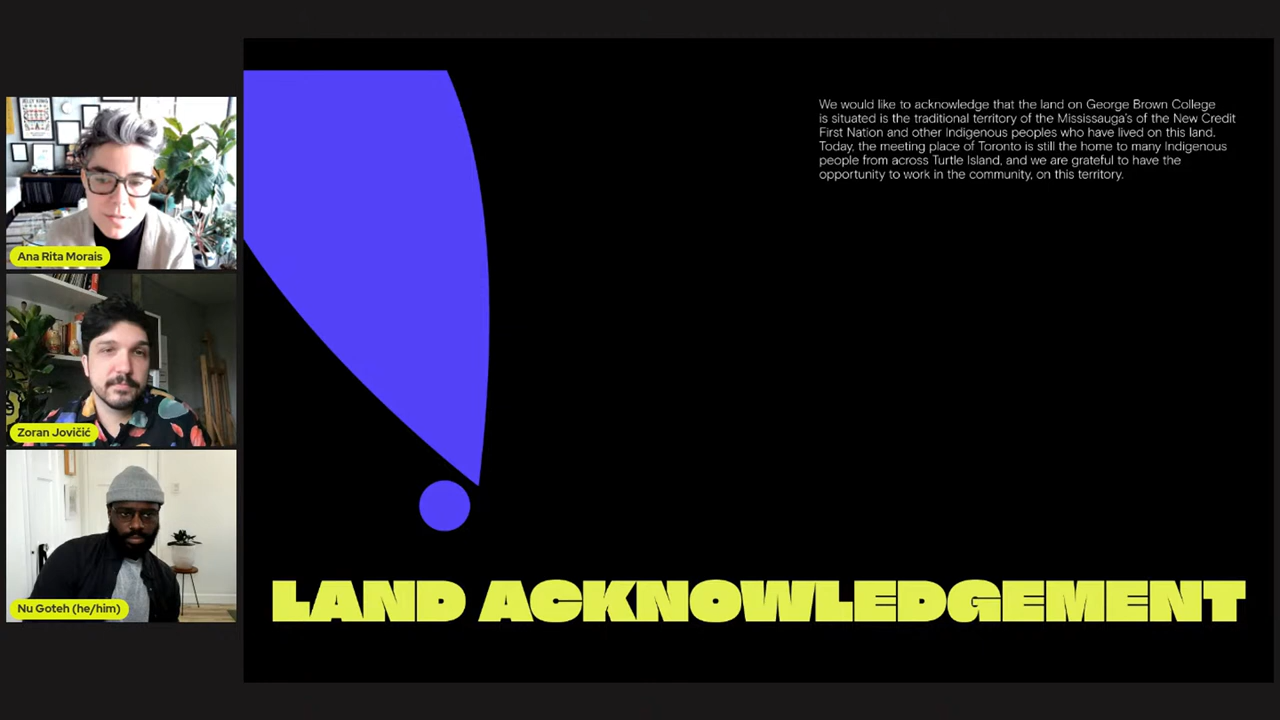 JELLY KING
Ana Rita Morais
Zoran Jovičić
Nu Goteh (he/him)
We would like to acknowledge that the land on George Brown College
is situated is the traditional territory of the Mississauga's of the New Credit
First Nation and other Indigenous peoples who have lived on this land.
Today, the meeting place of Toronto is still the home to many Indigenous
people from across Turtle Island, and we are grateful to have the
opportunity to work in the community, on this territory.
LAND ACKNOWLEDGEMENT